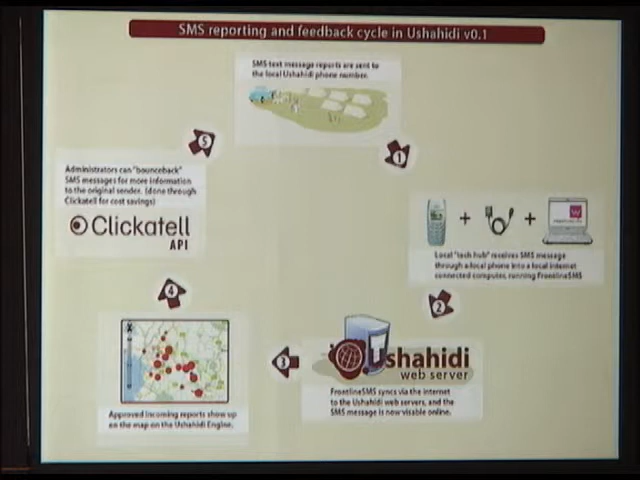 SMS reporting and feedback cycle in Ushahidi v0.1
SMS text message reports are sent to
the local Ushahidi phone number.
5
1
Administrators can "bounceback"
SMS messages for more information
to the original sender. (done through
Clickatell for cost savings)
Clickatell
API
+ +
Local "tech hub" receives SMS message
through a local phone into a local internet
connected computer, running FrontlineSMS
4
2
3
Ushahidi
web server
FrontlineSMS syncs via the internet
to the Ushahidi web servers, and the
SMS message is now visable online.
Approved incoming reports show up
on the map on the Ushahidi Engine.